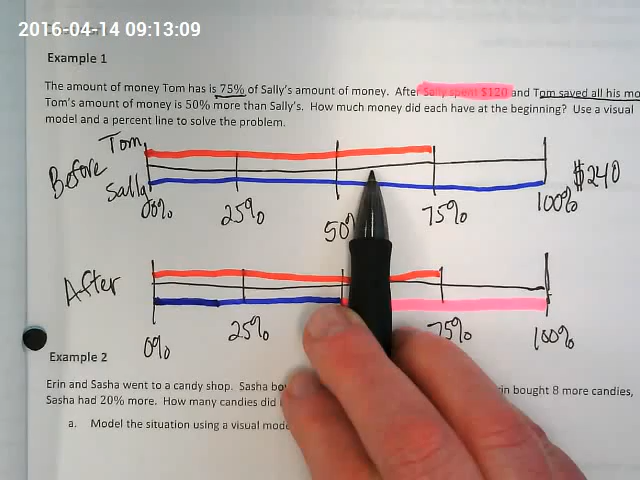 2016-04-14 09:13:09
Example 1
The amount of money Tom has is 75% of Sally's amount of money. After Sally spent $120 and Tom saved all his mo
Tom's amount of money is 50% more than Sally's. How much money did each have at the beginning? Use a visual
model and a percent line to solve the problem.
Tom
Before
Sally
$240
0% 25% 50% 75% 100%
After
0% 25% 75% 100%
Example 2
Erin and Sasha went to a candy shop. Sasha bou in bought 8 more candies,
Sasha had 20% more. How many candies did
a. Model the situation using a visual mode